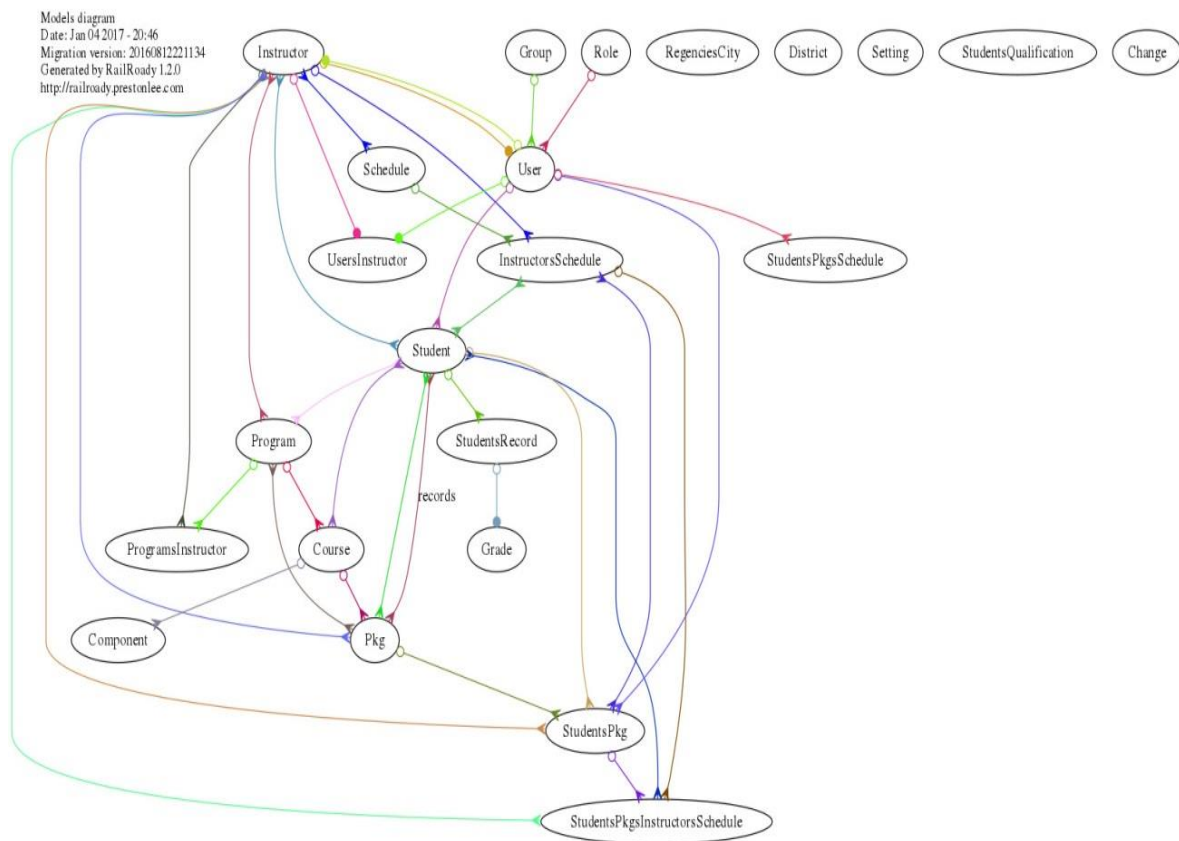 Models diagram
Date: Jan 04 2017 - 20:46
Migration version: 20160812221134
Generated by RailRoady 1.2.0
http://railroady.prestonlee.com
Instructor
Group
Role
RegenciesCity
District
Setting
StudentsQualification
Change
Schedule
User
UsersInstructor
InstructorsSchedule
StudentsPkgsSchedule
Student
Program
StudentsRecord
records
ProgramsInstructor
Course
Grade
Component
Pkg
StudentsPkg
StudentsPkgsInstructorsSchedule